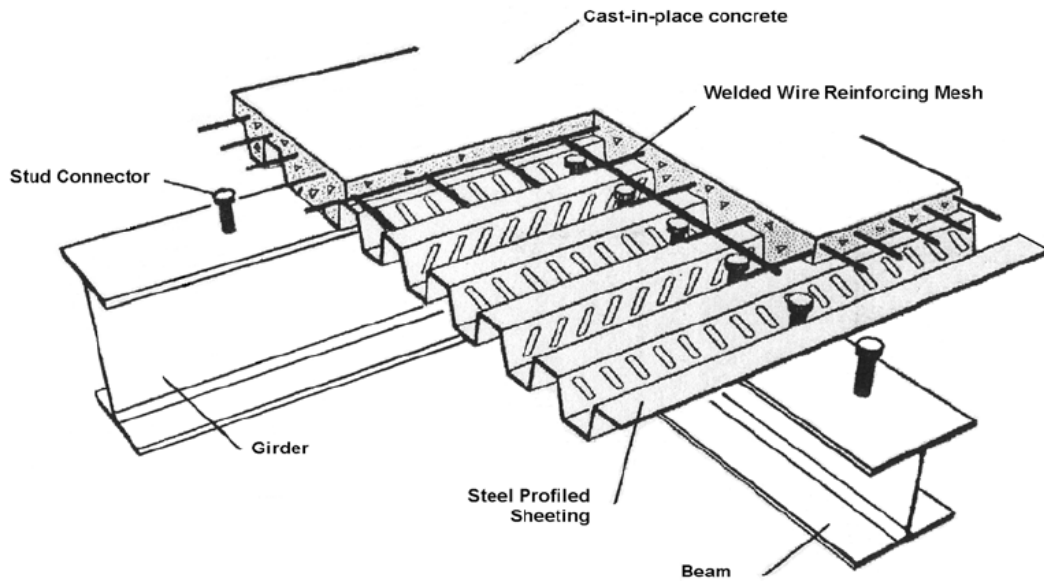 Cast-in-place concrete
Welded Wire Reinforcing Mesh
Stud Connector
Girder
Steel Profiled
Sheeting
Beam